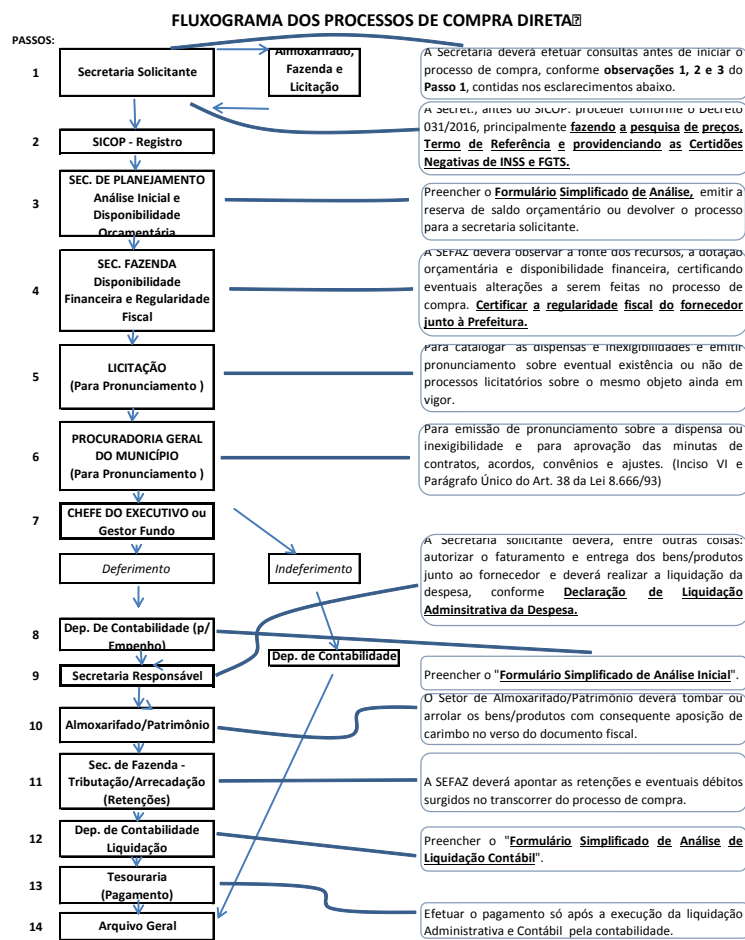 FLUXOGRAMA DOS PROCESSOS DE COMPRA DIRETA
PASSOS:
1
Secretaria Solicitante
Almoxarifado,
Fazenda e
Licitação
A Secretaria deverá efetuar consultas antes de iniciar o
processo de compra, conforme observações 1, 2 e 3 do
Passo 1, contidas nos esclarecimentos abaixo.
2
SICOP - Registro
A Secret., antes do SICOP: proceder conforme o Decreto
031/2016, principalmente fazendo a pesquisa de preços,
Termo de Referência e providenciando as Certidões
Negativas de INSS e FGTS.
3
SEC. DE PLANEJAMENTO
Análise Inicial e
Disponibilidade
Orçamentária
Preencher o Formulário Simplificado de Análise, emitir a
reserva de saldo orçamentário ou devolver o processo
para a secretaria solicitante.
4
SEC. FAZENDA
Disponibilidade
Financeira e Regularidade
Fiscal
A SEFAZ deverá observar a fonte dos recursos, a dotação
orçamentária e disponibilidade financeira, certificando
eventuais alterações a serem feitas no processo de
compra. Certificar a regularidade fiscal do fornecedor
junto à Prefeitura.
5
LICITAÇÃO
(Para Pronunciamento )
Para catalogar as dispensas e inexigibilidades e emitir
pronunciamento sobre eventual existência ou não de
processos licitatórios sobre o mesmo objeto ainda em
vigor.
6
PROCURADORIA GERAL
DO MUNICÍPIO
(Para Pronunciamento )
Para emissão de pronunciamento sobre a dispensa ou
inexigibilidade e para aprovação das minutas de
contratos, acordos, convênios e ajustes. (Inciso VI e
Parágrafo Único do Art. 38 da Lei 8.666/93)
7
CHEFE DO EXECUTIVO ou
Gestor Fundo
Deferimento
Indeferimento
A Secretaria solicitante deverá, entre outras coisas:
autorizar o faturamento e entrega dos bens/produtos
junto ao fornecedor e deverá realizar a liquidação da
despesa, conforme Declaração de Liquidação
Adminsitrativa da Despesa.
8
Dep. De Contabilidade (p/
Empenho)
Dep. de Contabilidade
9
Secretaria Responsável
Preencher o "Formulário Simplificado de Análise Inicial".
10
Almoxarifado/Patrimônio
O Setor de Almoxarifado/Patrimônio deverá tombar ou
arrolar os bens/produtos com consequente aposição de
carimbo no verso do documento fiscal.
11
Sec. de Fazenda -
Tributação/Arrecadação
(Retenções)
A SEFAZ deverá apontar as retenções e eventuais débitos
surgidos no transcorrer do processo de compra.
12
Dep. de Contabilidade
Liquidação
Preencher o "Formulário Simplificado de Análise de
Liquidação Contábil".
13
Tesouraria
(Pagamento)
14
Arquivo Geral
Efetuar o pagamento só após a execução da liquidação
Administrativa e Contábil pela contabilidade.